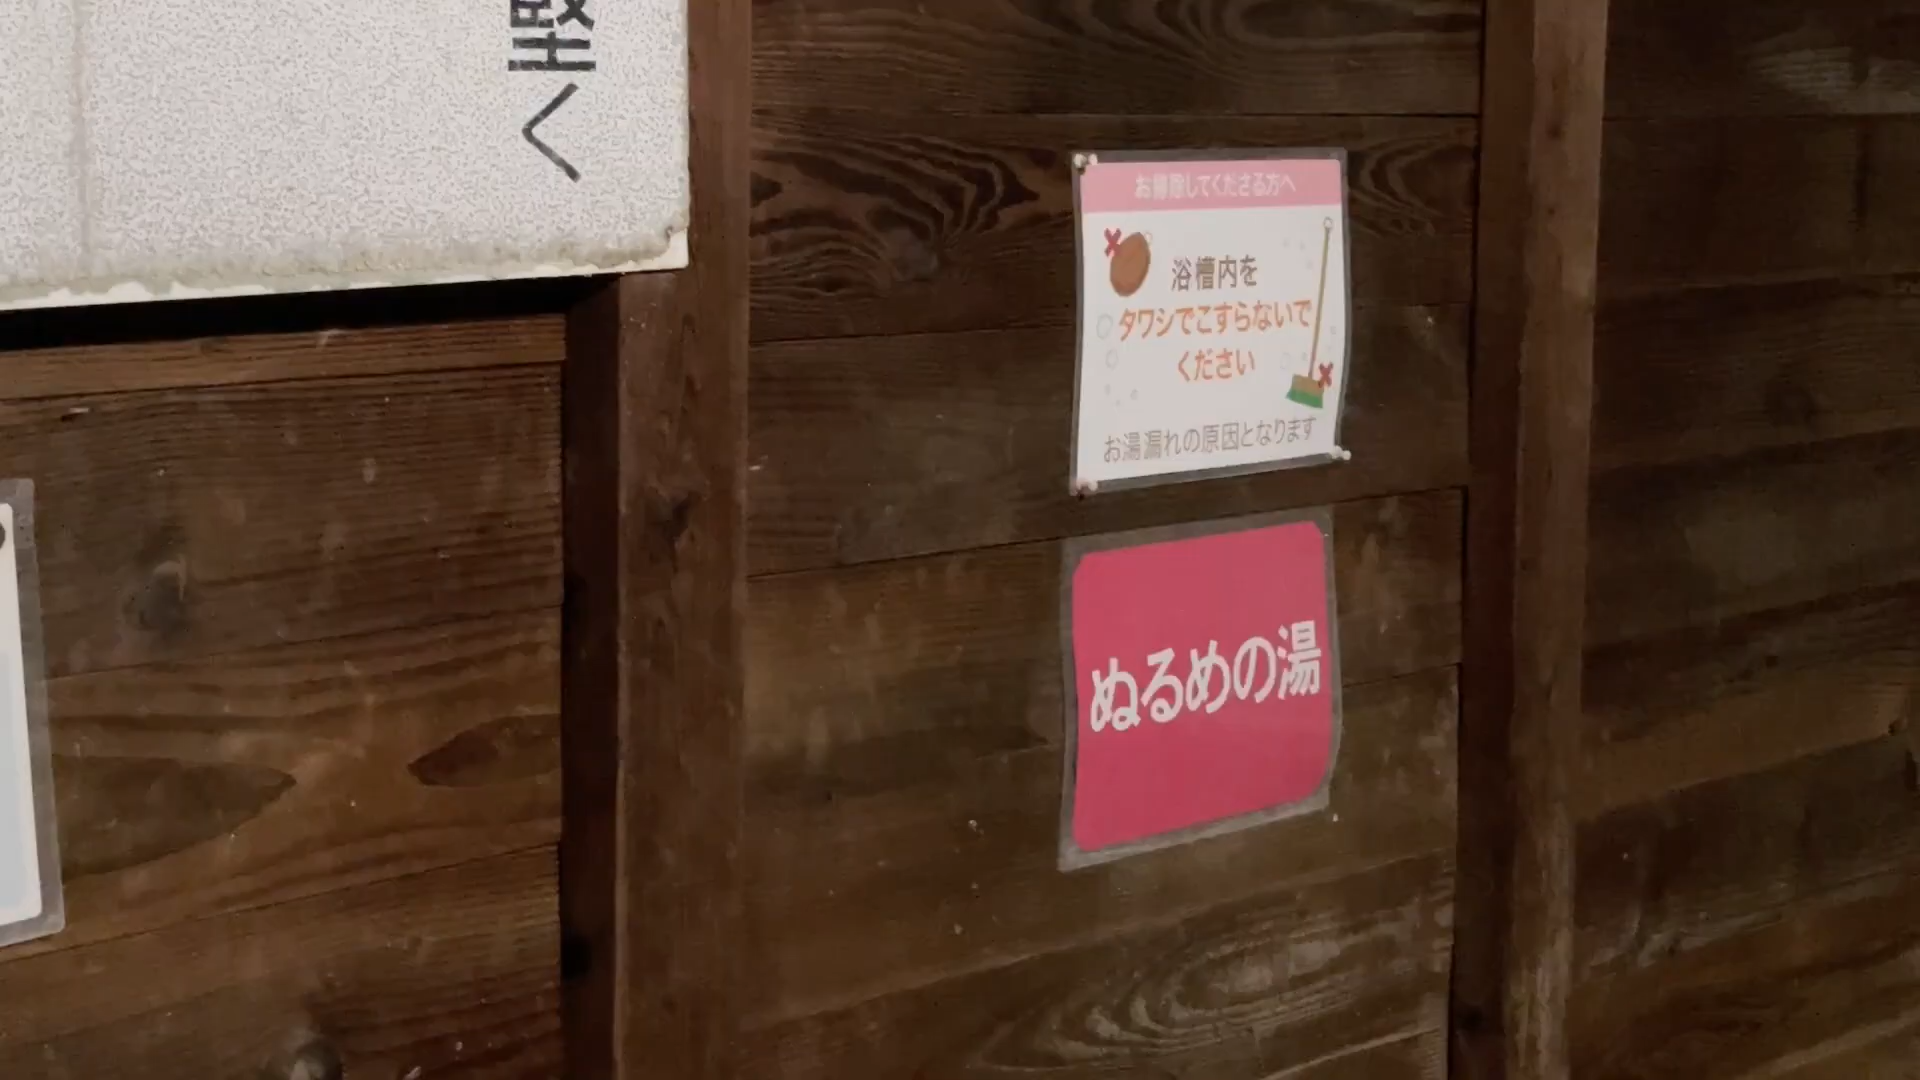 堅く
お掃除してくださる方へ
浴槽内を
タワシでこすらないで
ください
お湯漏れの原因となります
ぬるめの湯